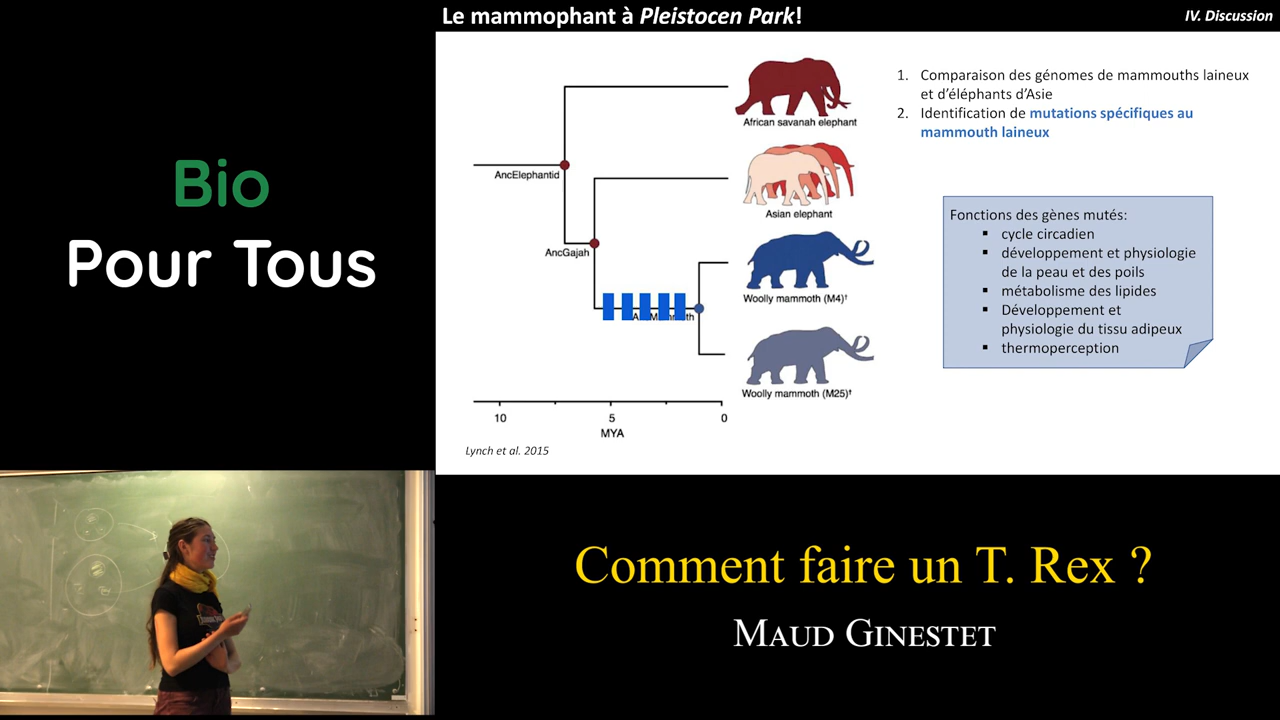 Le mammophant à Pleistocen Park!
IV. Discussion
Bio
Pour Tous
African savanah elephant
AncElephantid
Asian elephant
AncGajah
Woolly mammoth (M4)†
Woolly mammoth (M25)†
10
5
0
MYA
Lynch et al. 2015
1. Comparaison des génomes de mammouths laineux
et d'éléphants d'Asie
2. Identification de mutations spécifiques au
mammouth laineux
Fonctions des gènes mutés:
▪ cycle circadien
▪ développement et physiologie
de la peau et des poils
▪ métabolisme des lipides
▪ Développement et
physiologie du tissu adipeux
▪ thermoperception
Comment faire un T. Rex ?
MAUD GINESTET